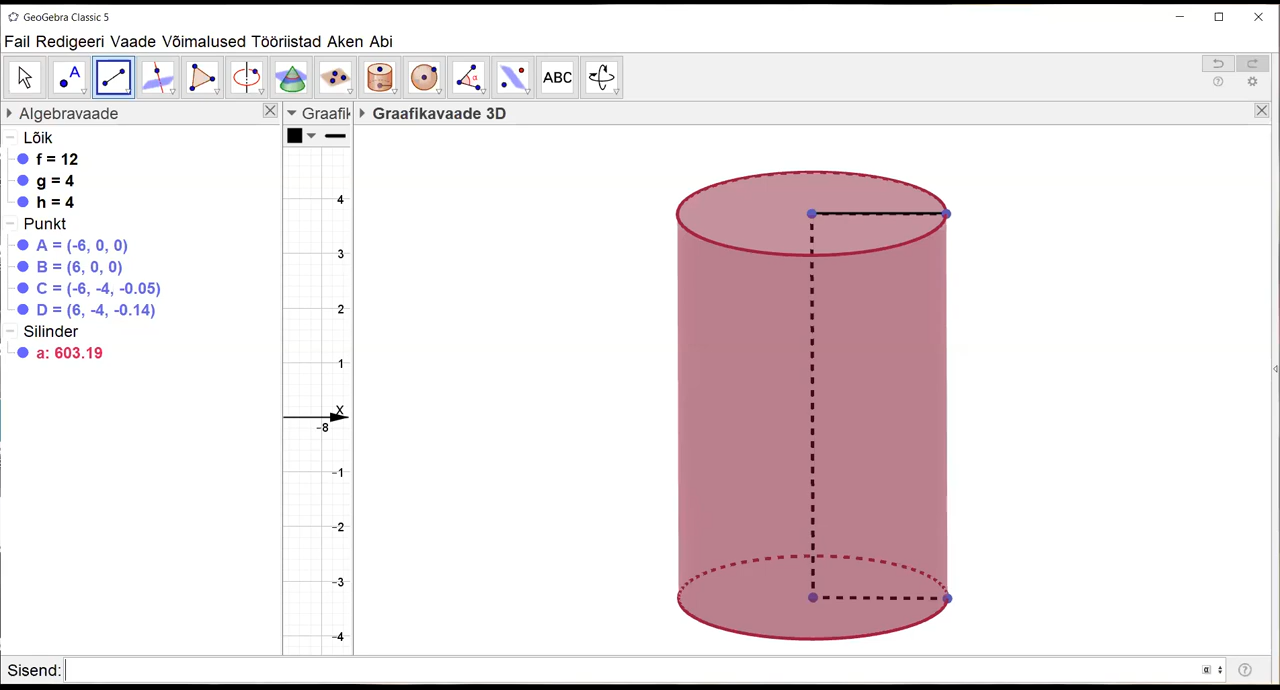 GeoGebra Classic 5
Fail Redigeeri Vaade Võimalused Tööriistad Aken Abi
A
α
ABC
Algebravaade
Graafik
Graafikavaade 3D
Lõik
f = 12
g = 4
h = 4
Punkt
A = (-6, 0, 0)
B = (6, 0, 0)
C = (-6, -4, -0.05)
D = (6, -4, -0.14)
Silinder
a: 603.19
4
3
2
1
X
-8
-1
-2
-3
-4
Sisend:
α